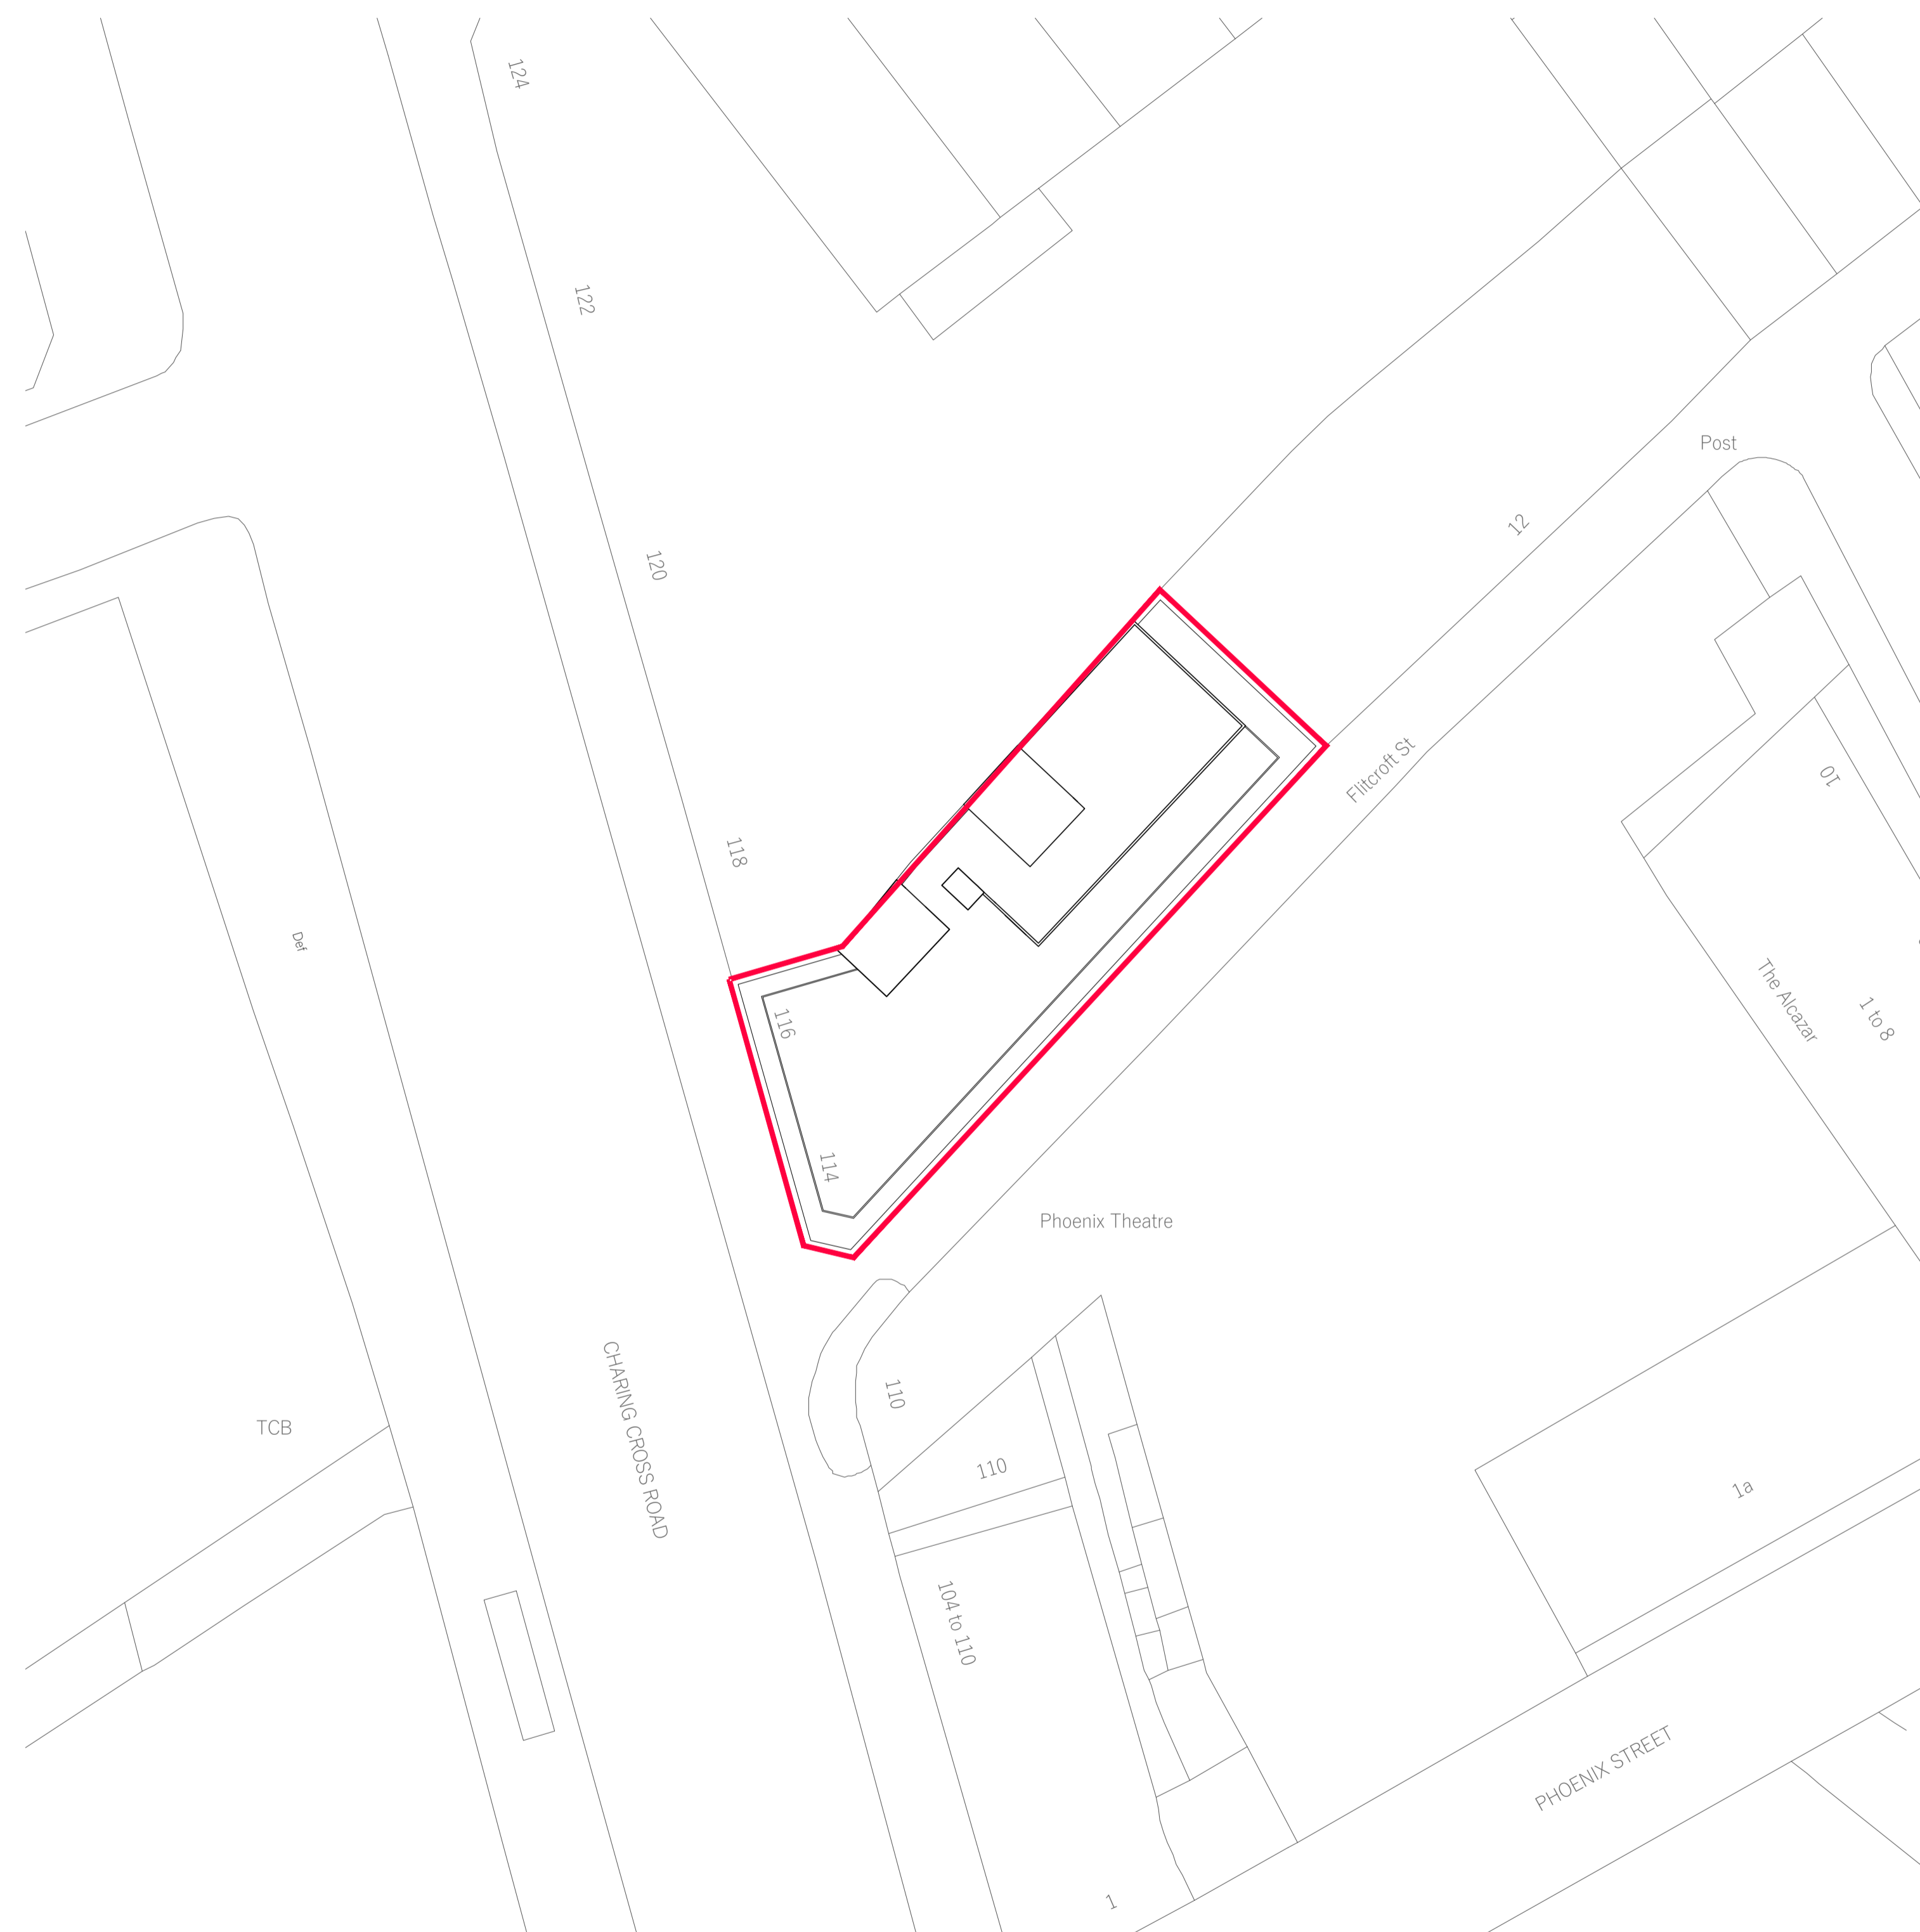 124
122
Post
12
120
Flitcroft St
10
118
Def
The Alcazar
1 to 8
116
114
Phoenix Theatre
110
CHARING CROSS ROAD
TCB
110
1a
104 to 110
PHOENIX STREET
1